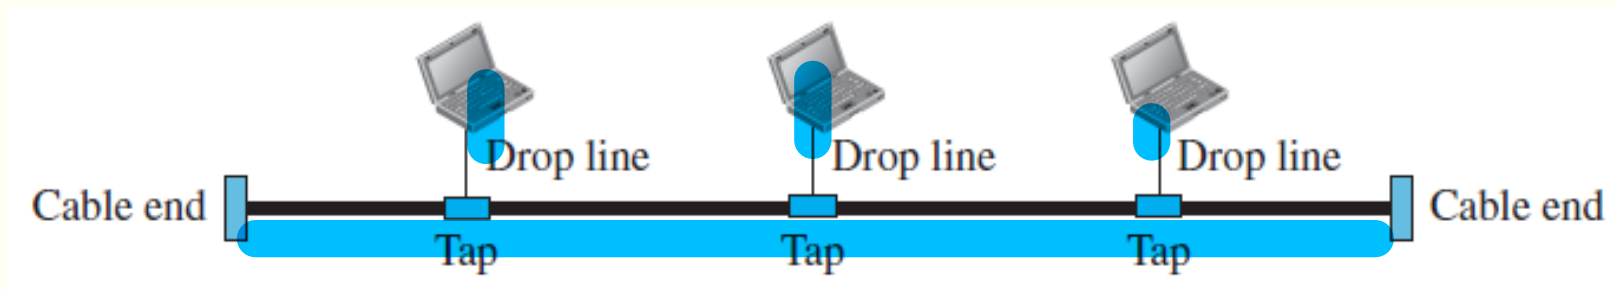 Drop line Drop line Drop line
Cable end Cable end
Tap Tap Tap